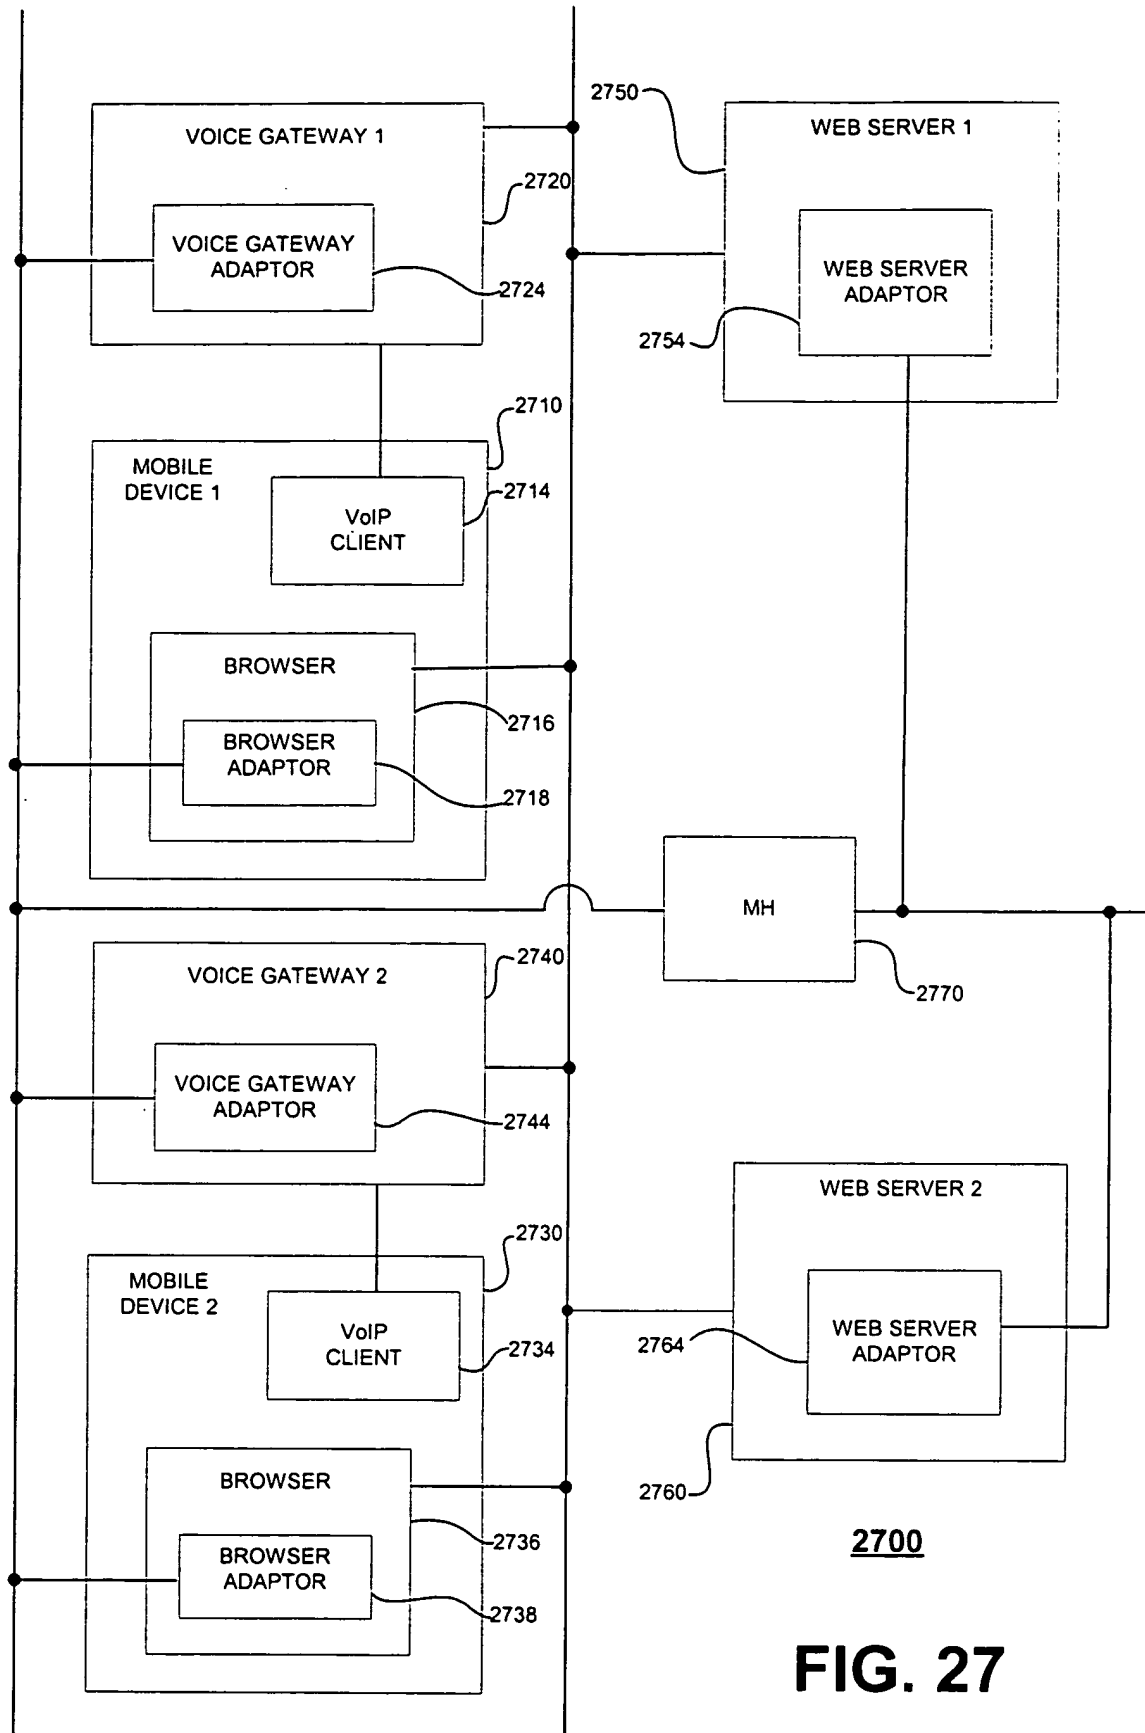 2750
VOICE GATEWAY 1
WEB SERVER 1
2720
VOICE GATEWAY
ADAPTOR
2724
WEB SERVER
ADAPTOR
2754
2710
MOBILE
DEVICE 1
2714
VoIP
CLIENT
BROWSER
2716
BROWSER
ADAPTOR
2718
MH
2740
VOICE GATEWAY 2
2770
VOICE GATEWAY
ADAPTOR
2744
WEB SERVER 2
2730
MOBILE
DEVICE 2
VoIP
CLIENT
2734
2764
WEB SERVER
ADAPTOR
BROWSER
2760
2736
2700
BROWSER
ADAPTOR
2738
FIG. 27